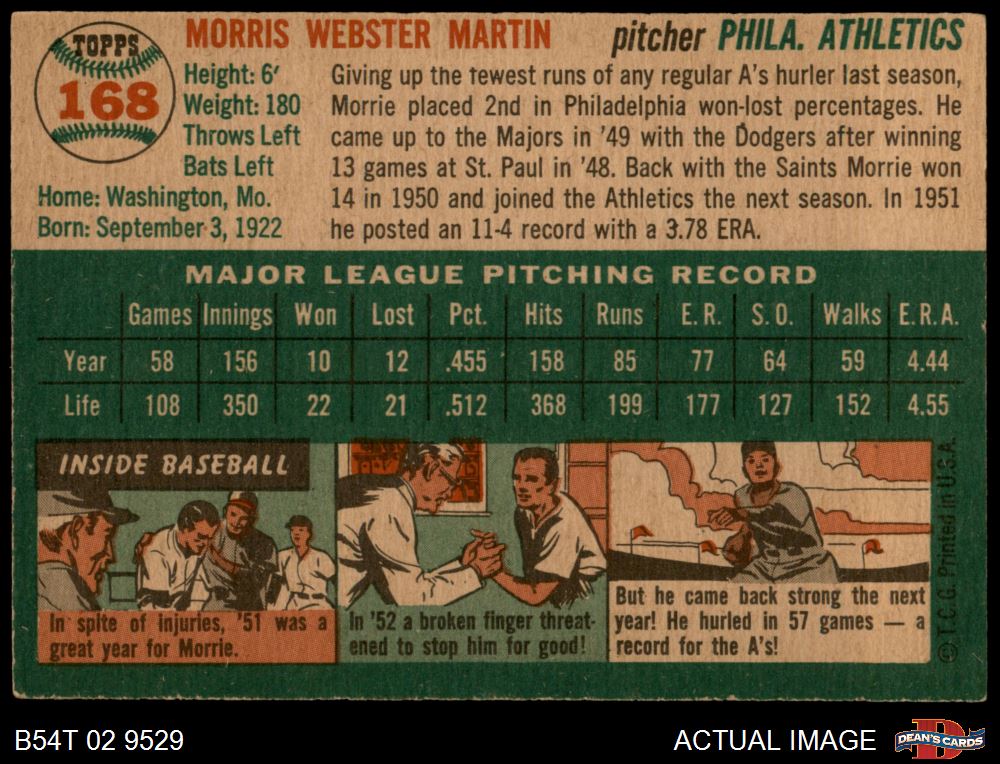 TOPPS
168
MORRIS WEBSTER MARTIN
pitcher PHILA. ATHLETICS
Height: 6'
Weight: 180
Throws Left
Bats Left
Home: Washington, Mo.
Born: September 3, 1922
Giving up the fewest runs of any regular A's hurler last season,
Morrie placed 2nd in Philadelphia won-lost percentages. He
came up to the Majors in '49 with the Dodgers after winning
13 games at St. Paul in '48. Back with the Saints Morrie won
14 in 1950 and joined the Athletics the next season. In 1951
he posted an 11-4 record with a 3.78 ERA.
MAJOR LEAGUE PITCHING RECORD
Games Innings Won Lost Pct. Hits Runs E.R. S.O. Walks E.R.A.
Year 58 156 10 12 .455 158 85 77 64 59 4.44
Life 108 350 22 21 .512 368 199 177 127 152 4.55
INSIDE BASEBALL
In spite of injuries, '51 was a
great year for Morrie.
In '52 a broken finger threat-
ened to stop him for good!
But he came back strong the next
year! He hurled in 57 games — a
record for the A's!
© T.C.G. Printed in U.S.A.
B54T 02 9529
ACTUAL IMAGE
DEAN'S CARDS